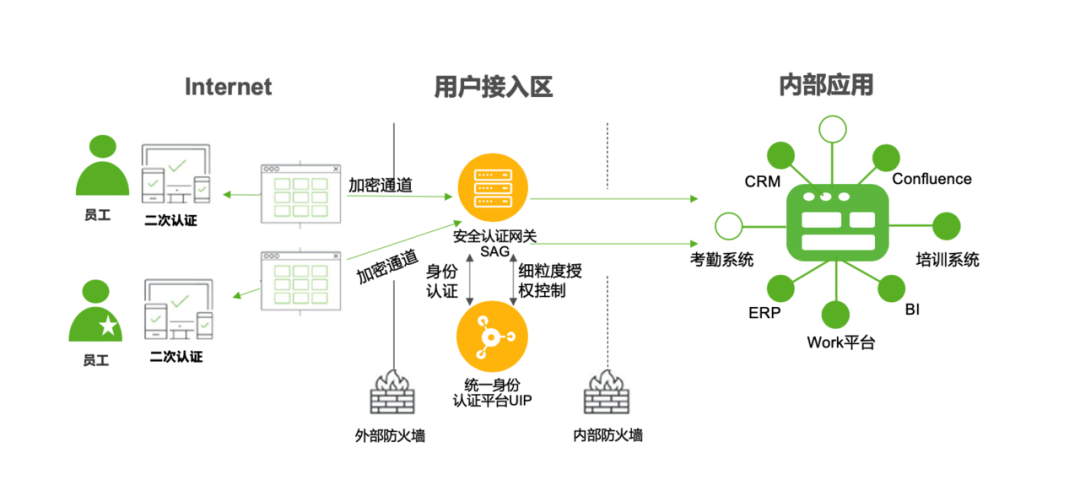 Internet
用户接入区
内部应用
员工
二次认证
加密通道
安全认证网关
SAG
CRM
Confluence
考勤系统
培训系统
ERP
BI
Work平台
加密通道
身份
认证
细粒度授
权控制
员工
二次认证
统一身份
认证平台UIP
外部防火墙
内部防火墙